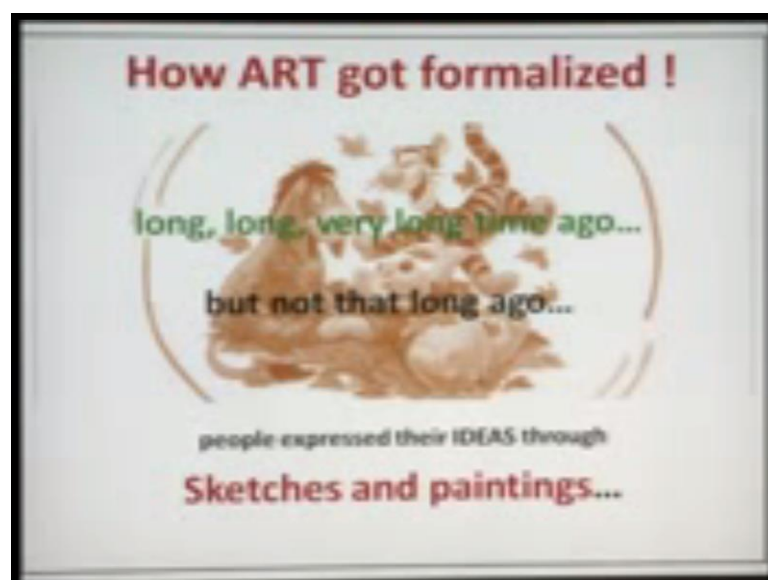 How ART got formalized !
long, long, very long time ago...
but not that long ago...
people expressed their IDEAS through
Sketches and paintings...